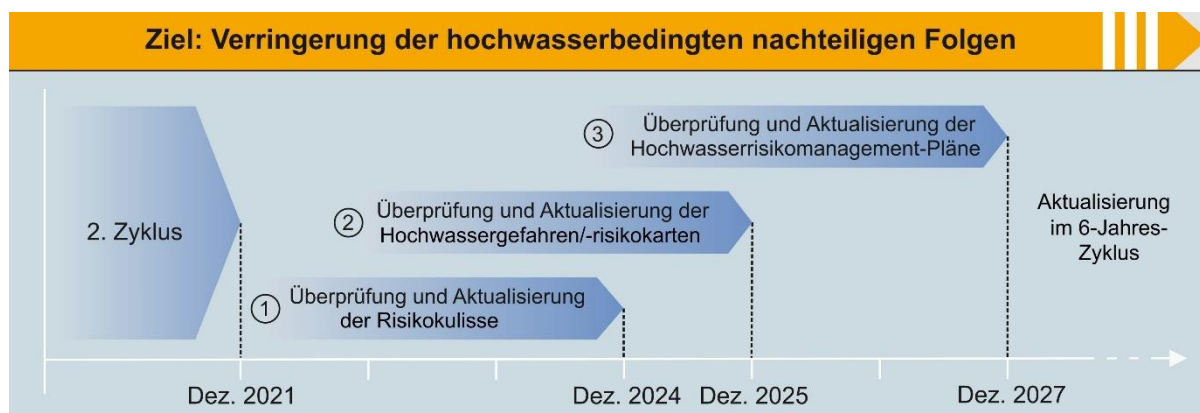 Ziel: Verringerung der hochwasserbedingten nachteiligen Folgen
2. Zyklus
3 Überprüfung und Aktualisierung der
Hochwasserrisikomanagement-Pläne
2 Überprüfung und Aktualisierung der
Hochwassergefahren/-risikokarten
1 Überprüfung und Aktualisierung
der Risikokulisse
Aktualisierung
im 6-Jahres-
Zyklus
Dez. 2021
Dez. 2024
Dez. 2025
Dez. 2027